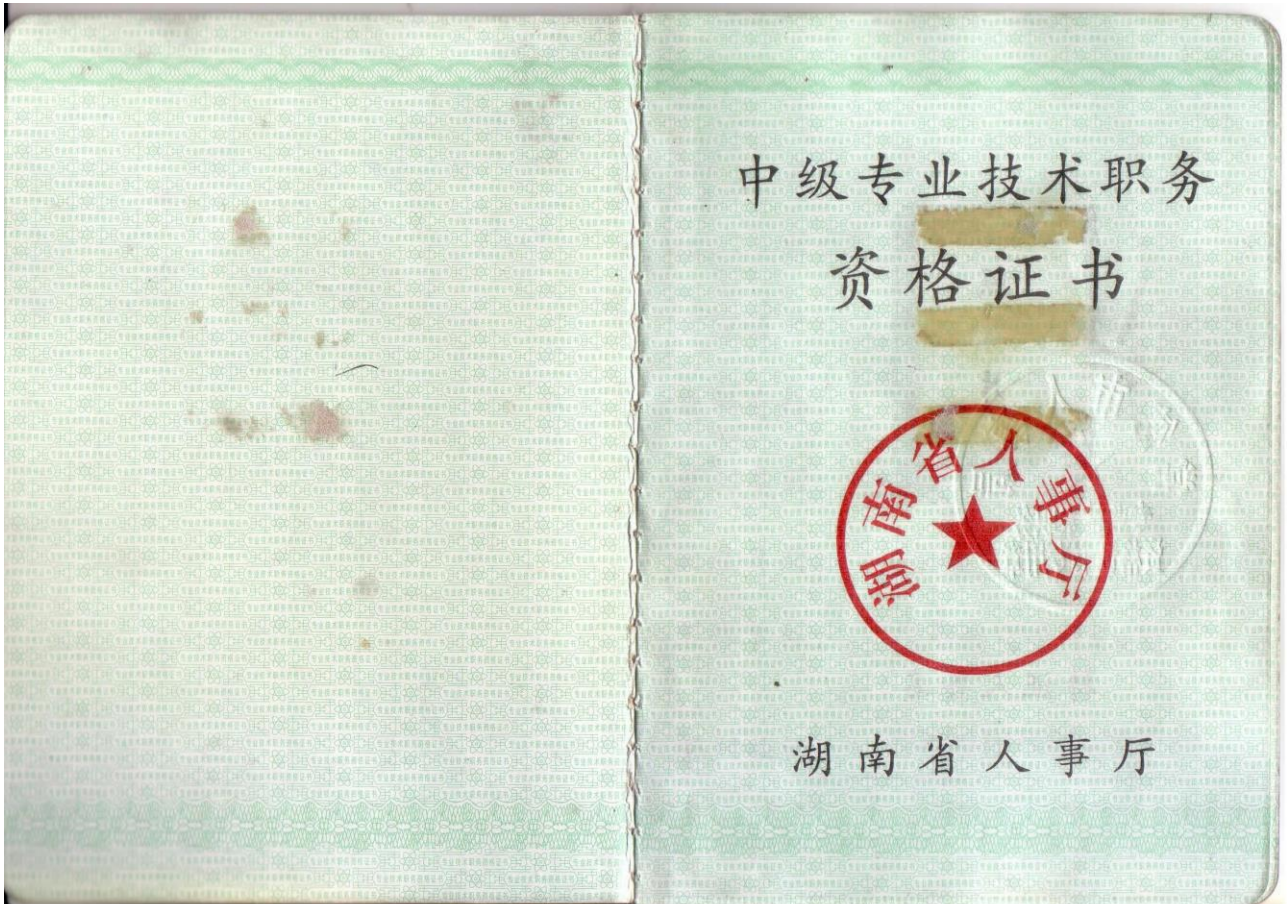 中级专业技术职务
资格证书
湖南省人事厅
湖南省人事厅